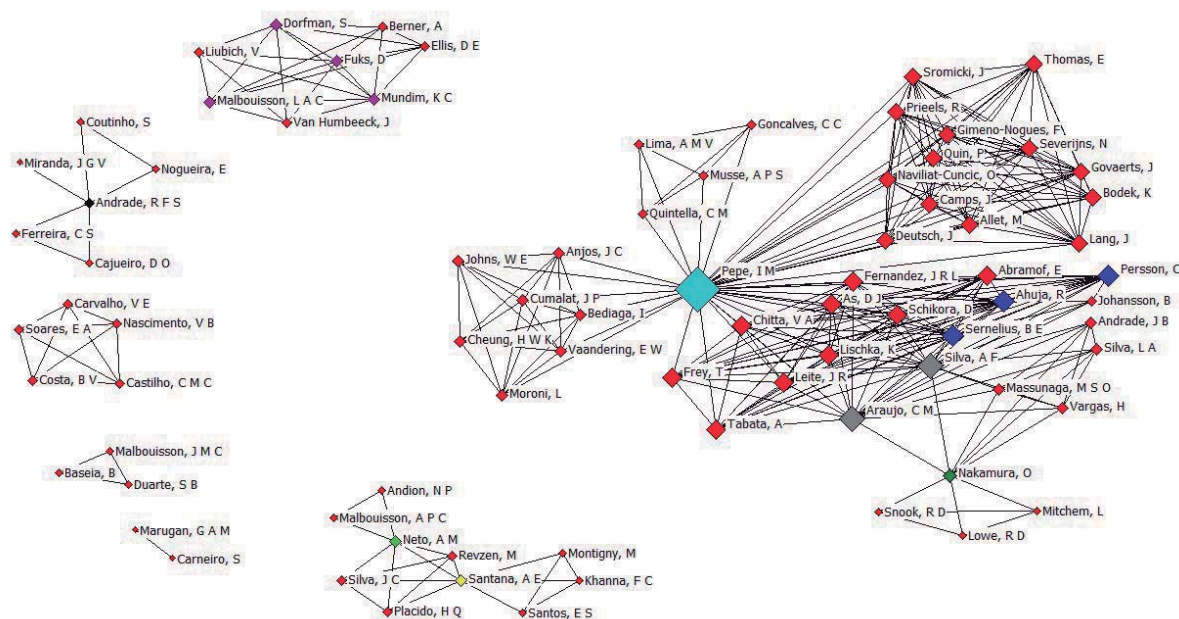 Dorfman, S
Berner, A
Liubich, V
Ellis, D E
Fuks, D
Malbouisson, L A C
Mundim, K C
Van Humbeeck, J
Coutinho, S
Miranda, J G V
Nogueira, E
Andrade, R F S
Ferreira, C S
Cajueiro, D O
Carvalho, V E
Soares, E A
Nascimento, V B
Costa, B V
Castilho, C M C
Malbouisson, J M C
Baseia, B
Duarte, S B
Marugan, G A M
Carneiro, S
Andion, N P
Malbouisson, A P C
Neto, A M
Revzen, M
Montigny, M
Silva, J C
Santana, A E
Khanna, F C
Placido, H Q
Santos, E S
Goncalves, C C
Lima, A M V
Musse, A P S
Quintella, C M
Johns, W E
Anjos, J C
Cumalat, J P
Bediaga, I
Cheung, H W K
Vaandering, E W
Moroni, L
Pepe, I M
Sromicki, J
Thomas, E
Prieels, R
Gimeno-Nogues, F
Quin, P
Severijns, N
Naviliat-Cuncic, O
Govaerts, J
Camps, J
Bodek, K
Allet, M
Deutsch, J
Lang, J
Fernandez, J R L
Abramof, E
Persson, C
As, D J
Ahuja, R
Johansson, B
Schikora, D
Chitta, V A
Andrade, J B
Sernelius, B E
Lischka, K
Silva, L A
Silva, A F
Frey, T
Leite, J R
Massunaga, M S O
Araujo, C M
Vargas, H
Tabata, A
Nakamura, O
Snook, R D
Mitchem, L
Lowe, R D